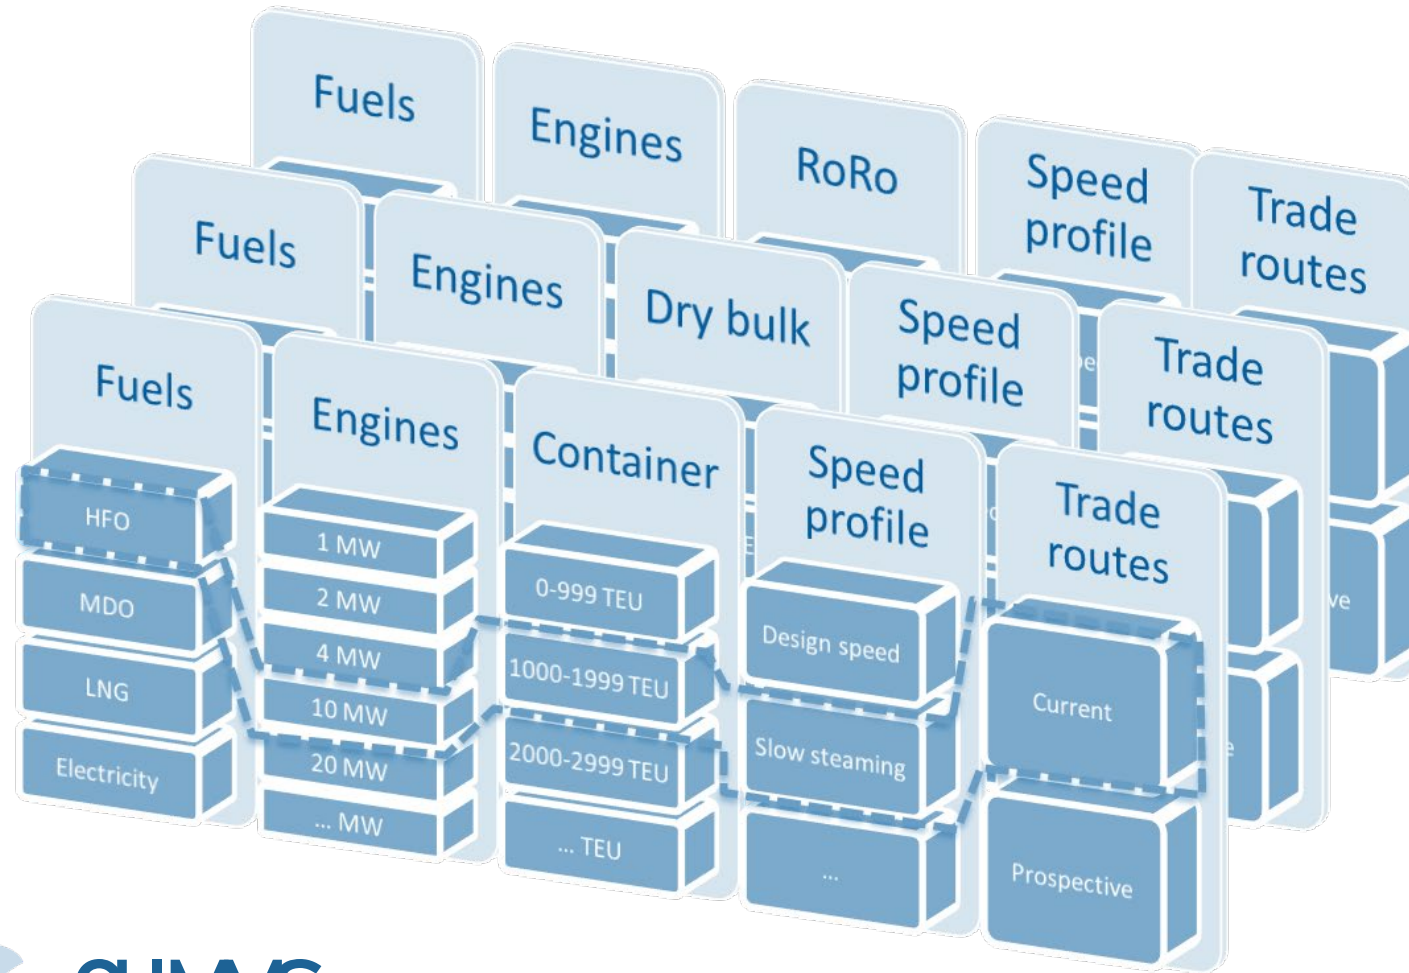 Fuels
Engines
RoRo
Speed
profile
Trade
routes
Fuels
Engines
Dry bulk
Speed
profile
Trade
routes
Fuels
Engines
Container
Speed
profile
Trade
routes
HFO
MDO
LNG
Electricity
1 MW
2 MW
4 MW
10 MW
20 MW
... MW
0-999 TEU
1000-1999 TEU
2000-2999 TEU
... TEU
Design speed
Slow steaming
...
Current
Prospective